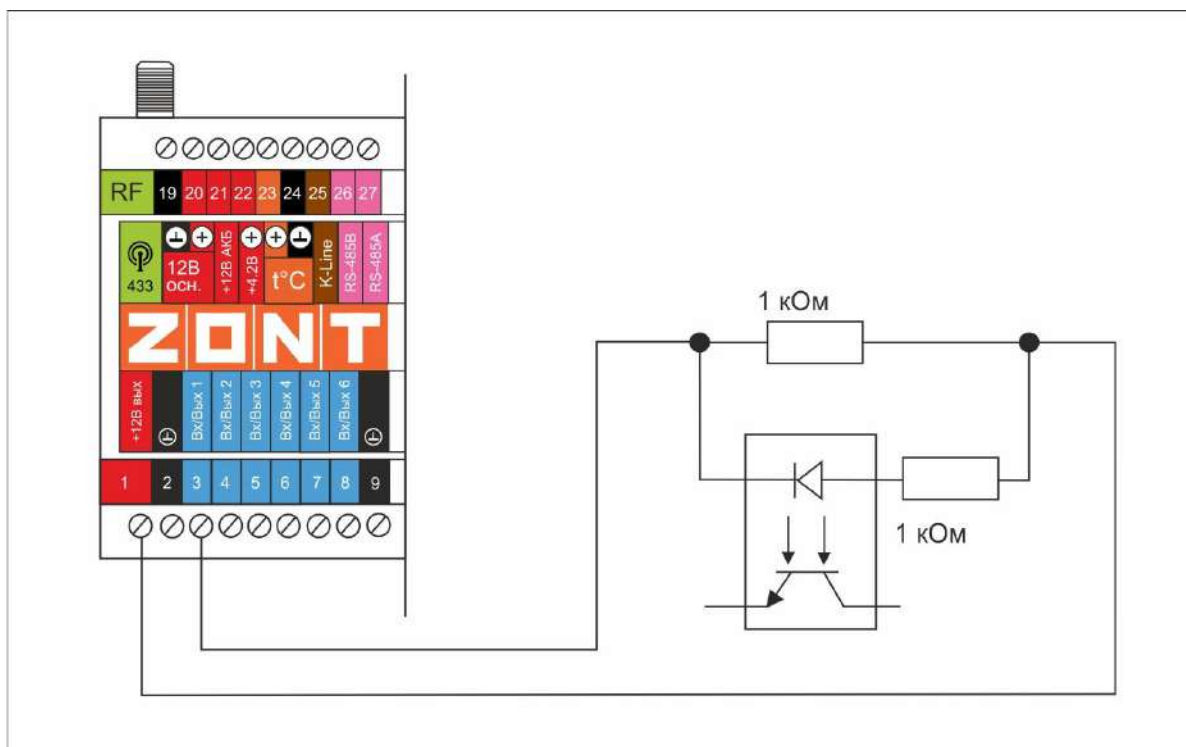 RF 19 20 21 22 23 24 25 26 27
433
12В
осн.
+12В АКБ
+4.2В
t°C
K-Line
RS-485B
RS-485A
ZONT
+12В вых
Вх/Вых 1
Вх/Вых 2
Вх/Вых 3
Вх/Вых 4
Вх/Вых 5
Вх/Вых 6
1 2 3 4 5 6 7 8 9
1 кОм
1 кОм